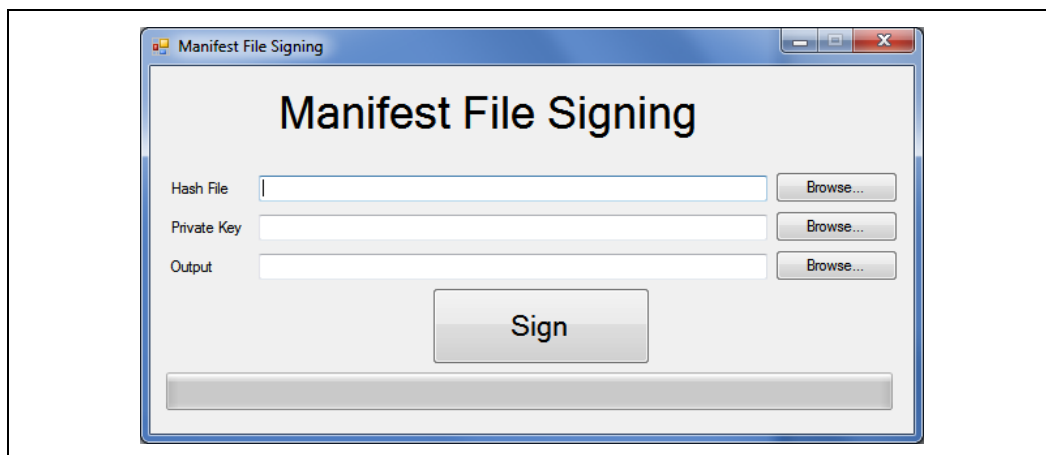 Manifest File Signing
Manifest File Signing
Hash File
Browse...
Private Key
Browse...
Output
Browse...
Sign